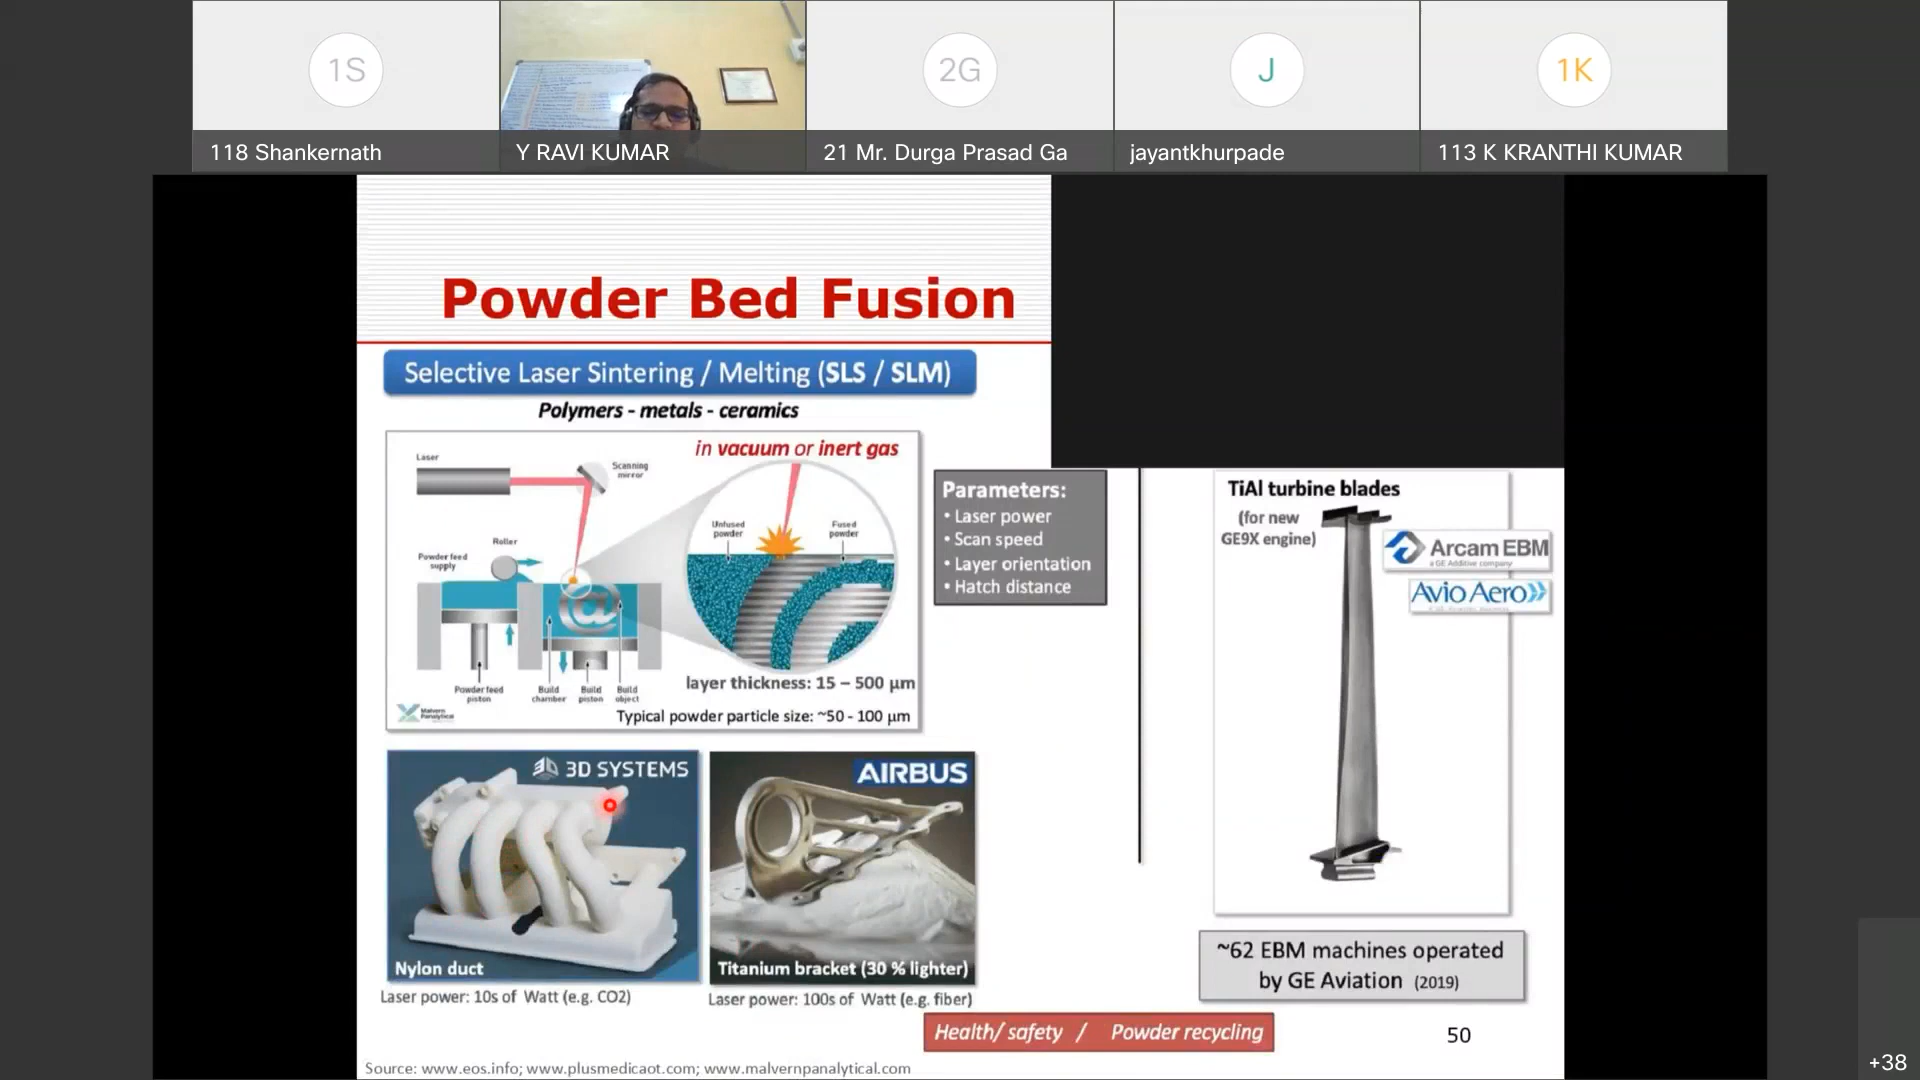 1S
2G
J
1K
118 Shankernath
Y RAVI KUMAR
21 Mr. Durga Prasad Ga
jayantkhurpade
113 K KRANTHI KUMAR
Powder Bed Fusion
Selective Laser Sintering / Melting (SLS / SLM)
Polymers - metals - ceramics
in vacuum or inert gas
Laser
Scanning
mirror
Unfused
powder
Fused
powder
Roller
Powder feed
supply
Powder feed
piston
Build
chamber
Build
piston
Build
object
layer thickness: 15 – 500 µm
Malvern
Panalytical
Typical powder particle size: ~50 - 100 µm
Parameters:
• Laser power
• Scan speed
• Layer orientation
• Hatch distance
TiAl turbine blades
(for new
GE9X engine)
Arcam EBM
a GE Additive company
Avio Aero
3D SYSTEMS
Nylon duct
Laser power: 10s of Watt (e.g. CO2)
AIRBUS
Titanium bracket (30 % lighter)
Laser power: 100s of Watt (e.g. fiber)
~62 EBM machines operated
by GE Aviation (2019)
Health/ safety / Powder recycling
50
Source: www.eos.info; www.plusmedicaot.com; www.malvernpanalytical.com
+38